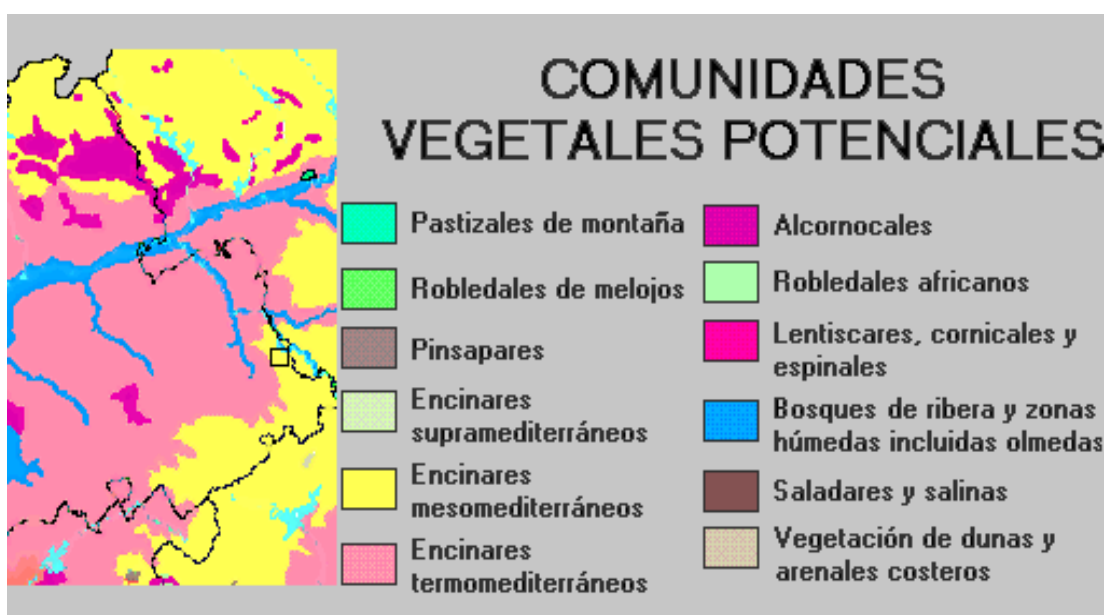 COMUNIDADES
VEGETALES POTENCIALES
Pastizales de montaña
Robledales de melojos
Pinsapares
Encinares
supramediterráneos
Encinares
mesomediterráneos
Encinares
termomediterráneos
Alcornocales
Robledales africanos
Lentiscares, cornicales y
espinales
Bosques de ribera y zonas
húmedas incluidas olmedas
Saladares y salinas
Vegetación de dunas y
arenales costeros